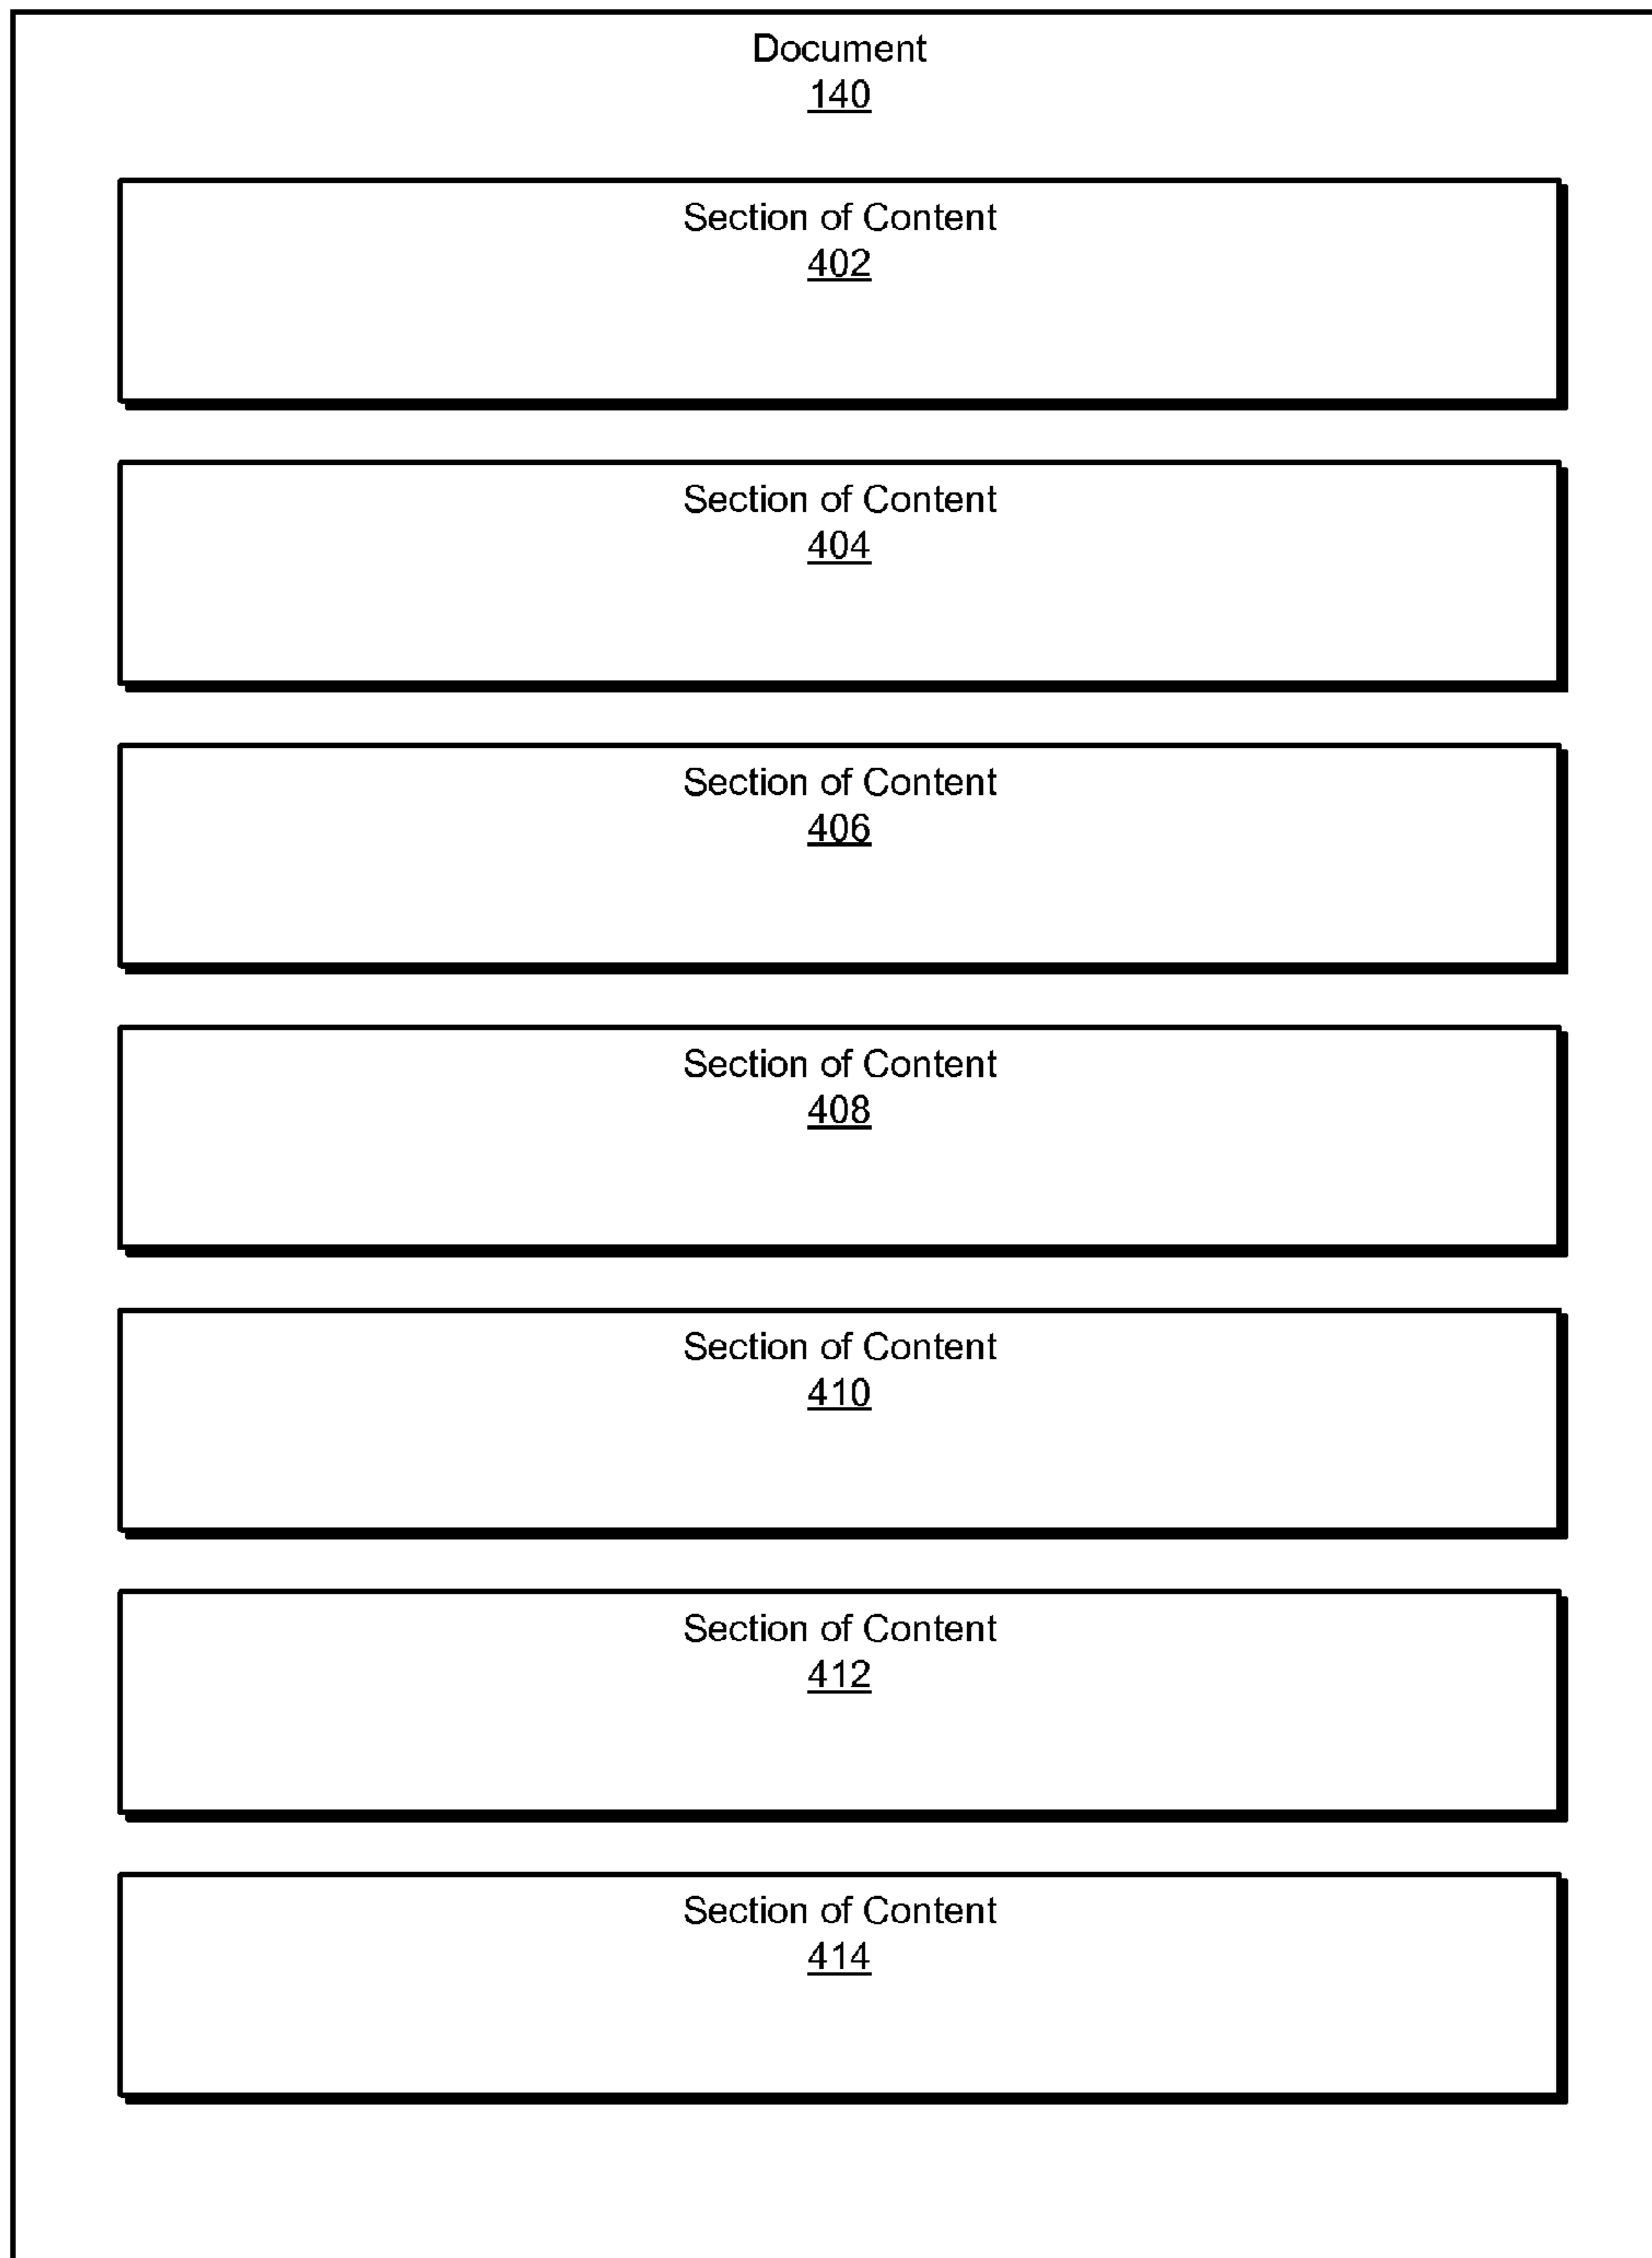 Document
140
Section of Content
402
Section of Content
404
Section of Content
406
Section of Content
408
Section of Content
410
Section of Content
412
Section of Content
414